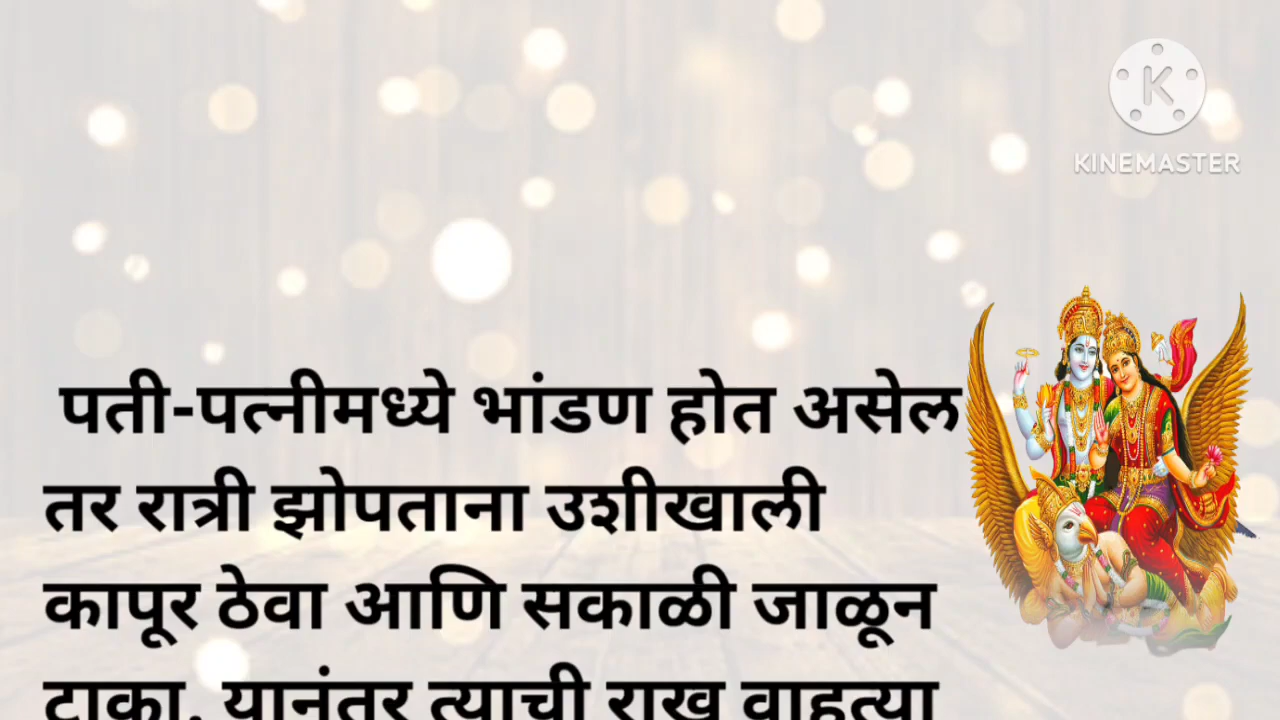 KINEMASTER
पती-पत्नीमध्ये भांडण होत असेल
तर रात्री झोपताना उशीखाली
कापूर ठेवा आणि सकाळी जाळून
टाका. यानंतर त्याची राख वाहत्या